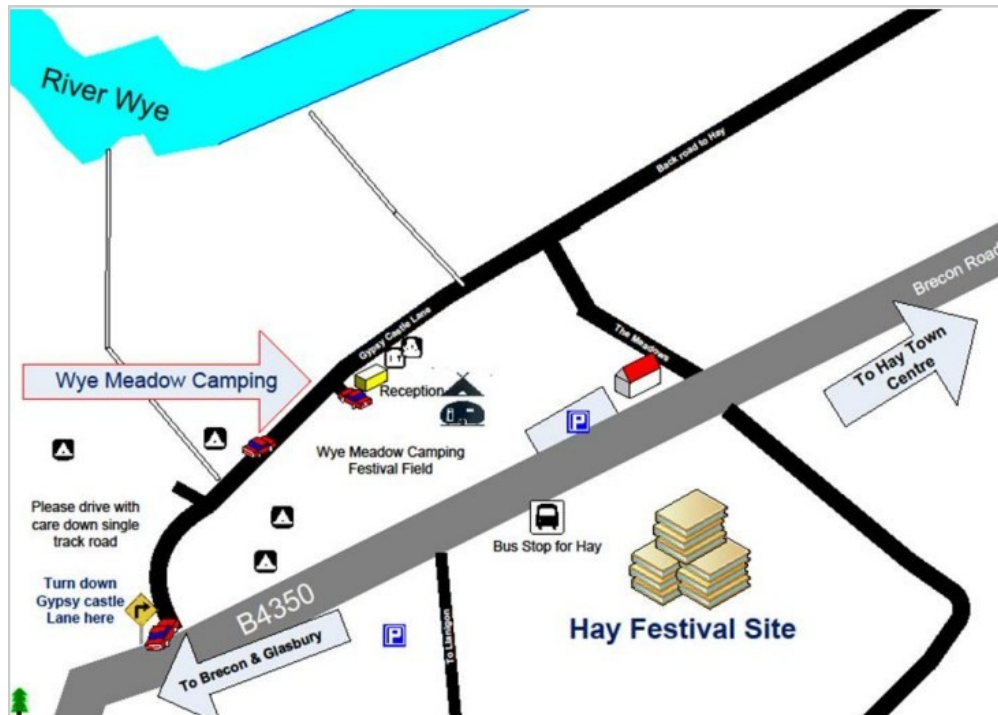 River Wye
Back road to Hay
Brecon Road
Gypsy Castle Lane
The Meadows
Wye Meadow Camping
Reception
To Hay Town
Centre
P
Wye Meadow Camping
Festival Field
Please drive with
care down single
track road
Bus Stop for Hay
Turn down
Gypsy castle
Lane here
B4350
Hay Festival Site
P
To Llanigon
To Brecon & Glasbury